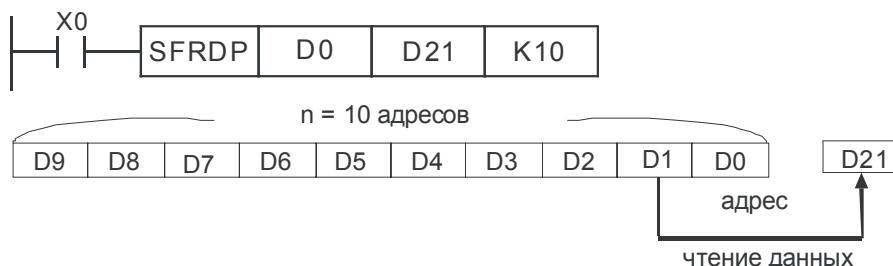 X0
SFRDP D0 D21 K10
n = 10 адресов
D9 D8 D7 D6 D5 D4 D3 D2 D1 D0 D21
адрес
чтение данных